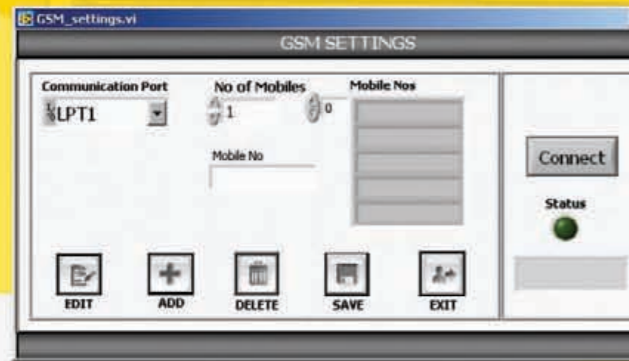 GSM_settings.vi
GSM SETTINGS
Communication Port
No of Mobiles
Mobile Nos
LPT1
1
0
Mobile No
Connect
Status
EDIT
ADD
DELETE
SAVE
EXIT